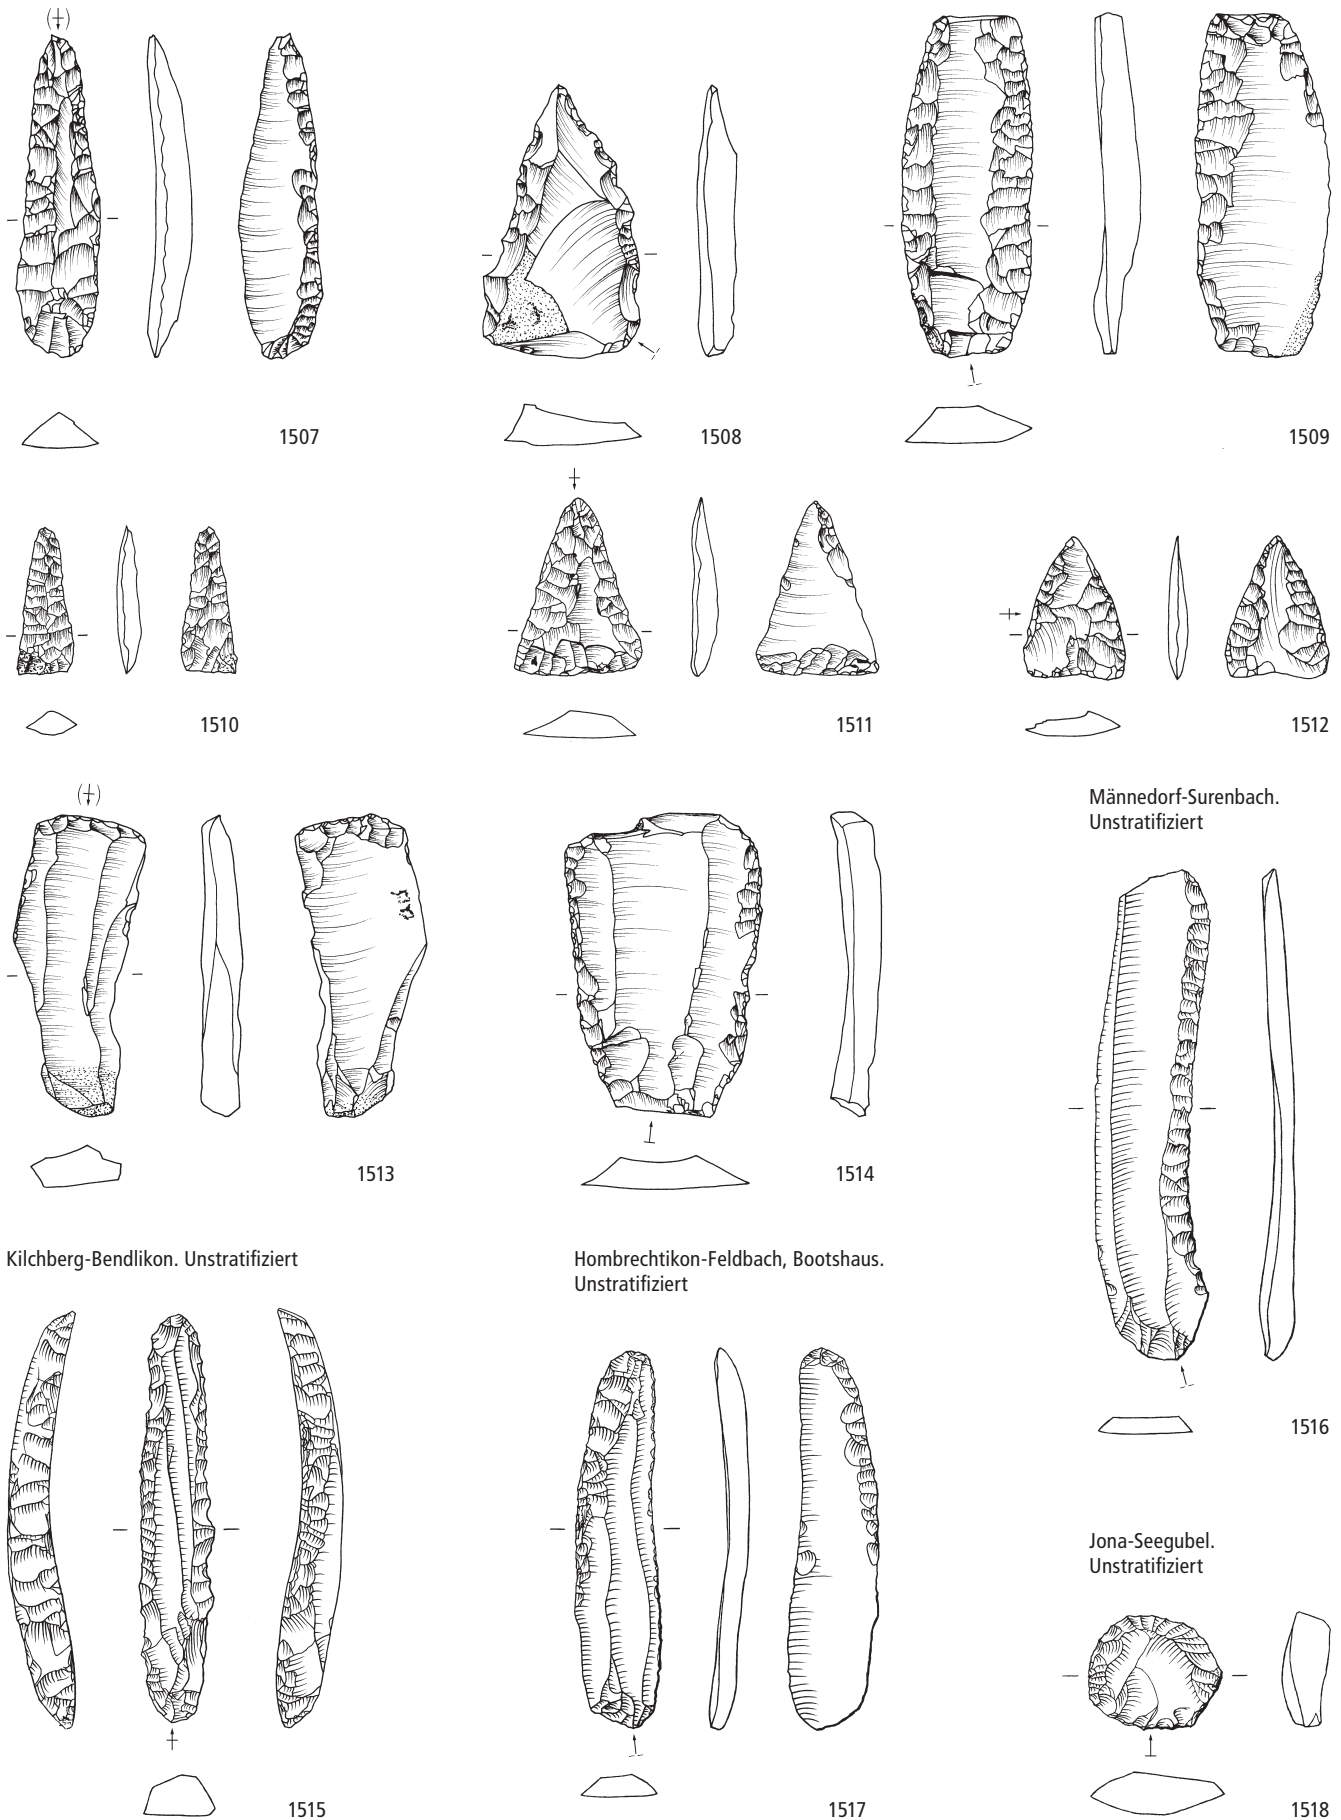 1507
1508
1509
1510
1511
1512
Männedorf-Surenbach.
Unstratifiziert
1513
1514
Kilchberg-Bendlikon. Unstratifiziert
Hombrechtikon-Feldbach, Bootshaus.
Unstratifiziert
1516
Jona-Seegubel.
Unstratifiziert
1515
1517
1518